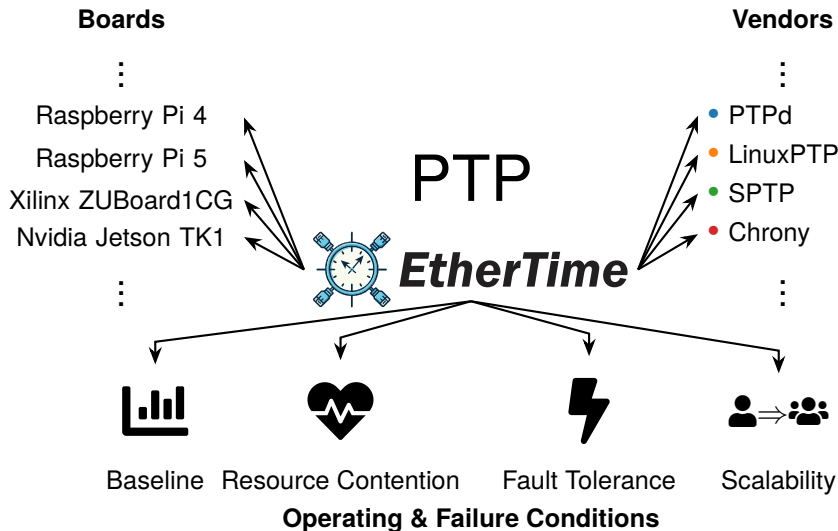 Boards
Vendors
⋮
⋮
Raspberry Pi 4
PTPd
Raspberry Pi 5
LinuxPTP
PTP
Xilinx ZUBoard1CG
SPTP
Nvidia Jetson TK1
Chrony
EtherTime
⋮
⋮
⇒
Baseline
Resource Contention
Fault Tolerance
Scalability
Operating & Failure Conditions